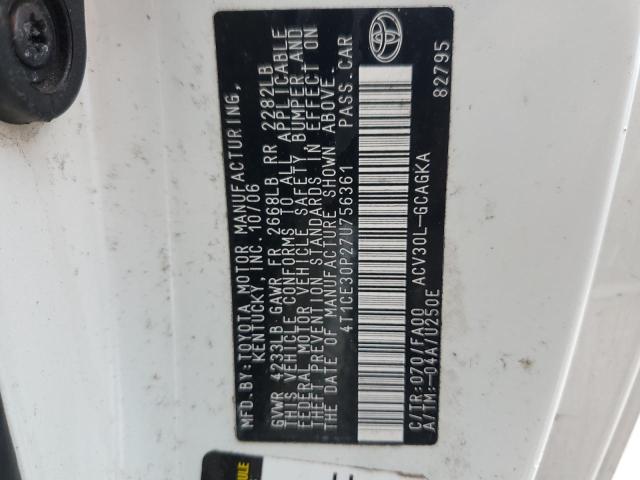 MFD.BY:TOYOTA MOTOR MANUFACTURING,
KENTUCKY, INC. 10/06
GVWR 4233LB GAWR FR 2668LB RR 2282LB
THIS VEHICLE CONFORMS TO ALL APPLICABLE
FEDERAL MOTOR VEHICLE SAFETY, BUMPER, AND
THEFT PREVENTION STANDARDS IN EFFECT ON
THE DATE OF MANUFACTURE SHOWN ABOVE.
4T1CE30P27U756361 PASS.CAR
C/TR:070/FA00 ACV30L-GCAGKA
A/TM:-04A/U250E 82795